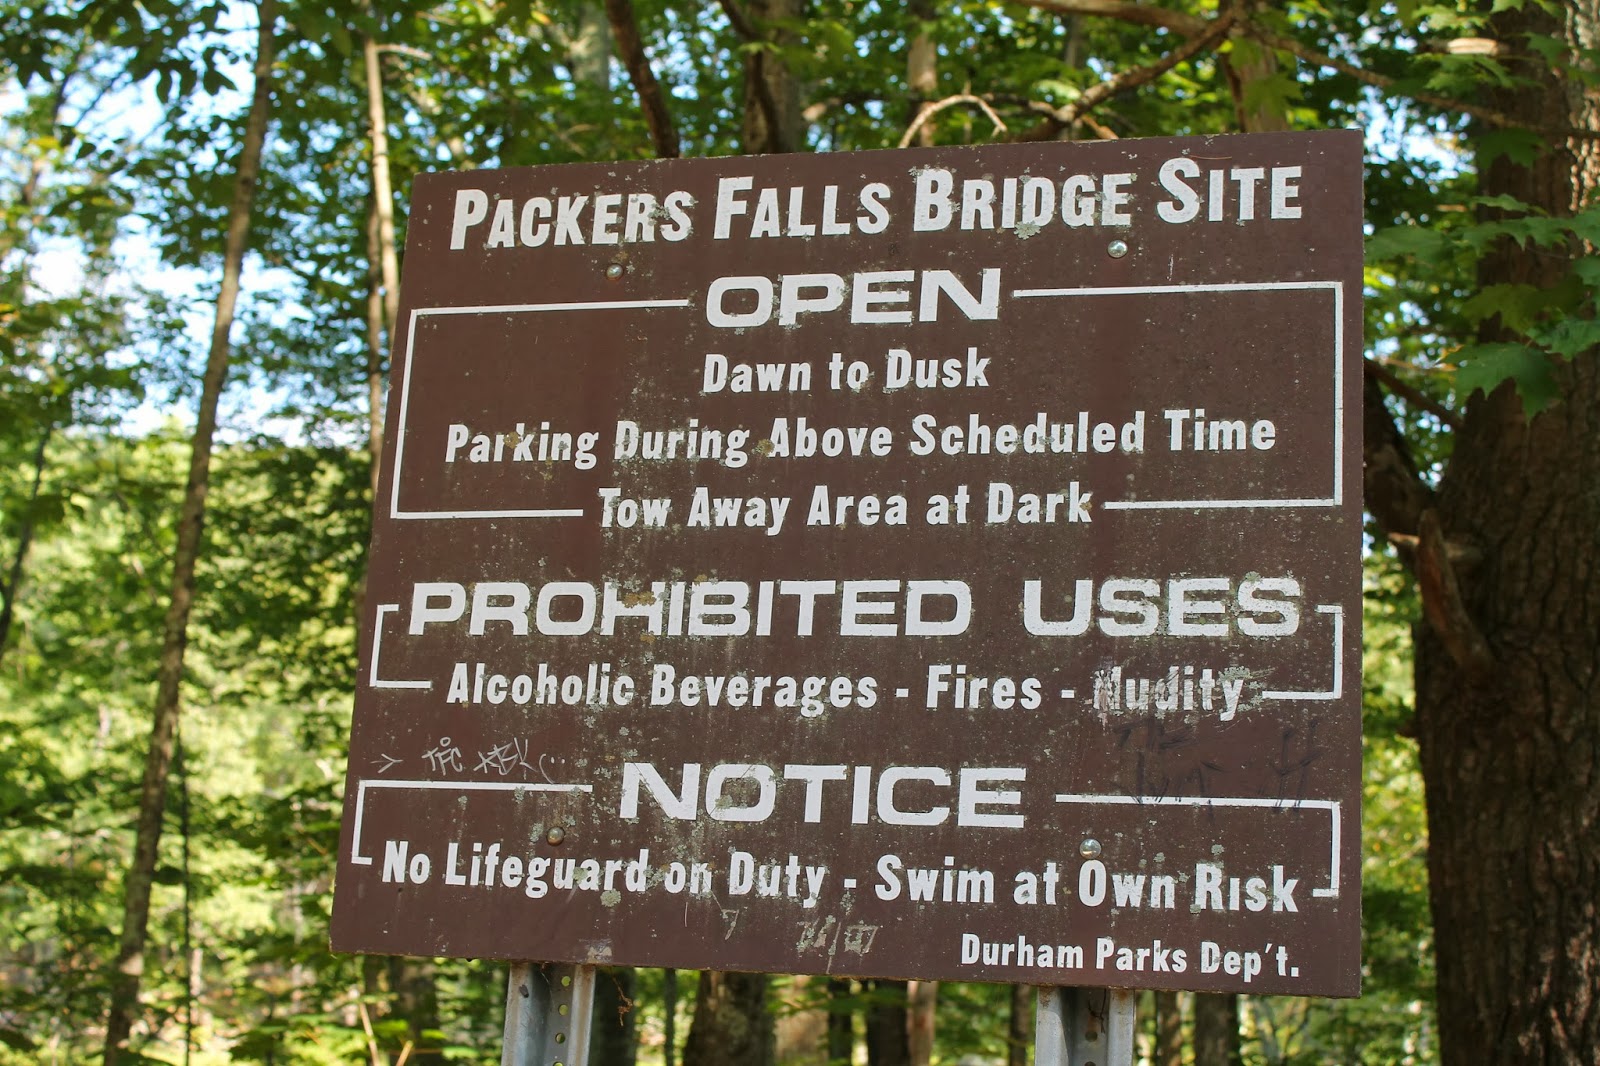 PACKERS FALLS BRIDGE SITE
OPEN
Dawn to Dusk
Parking During Above Scheduled Time
Tow Away Area at Dark
PROHIBITED USES
Alcoholic Beverages - Fires - Nudity
NOTICE
No Lifeguard on Duty - Swim at Own Risk
Durham Parks Dep't.